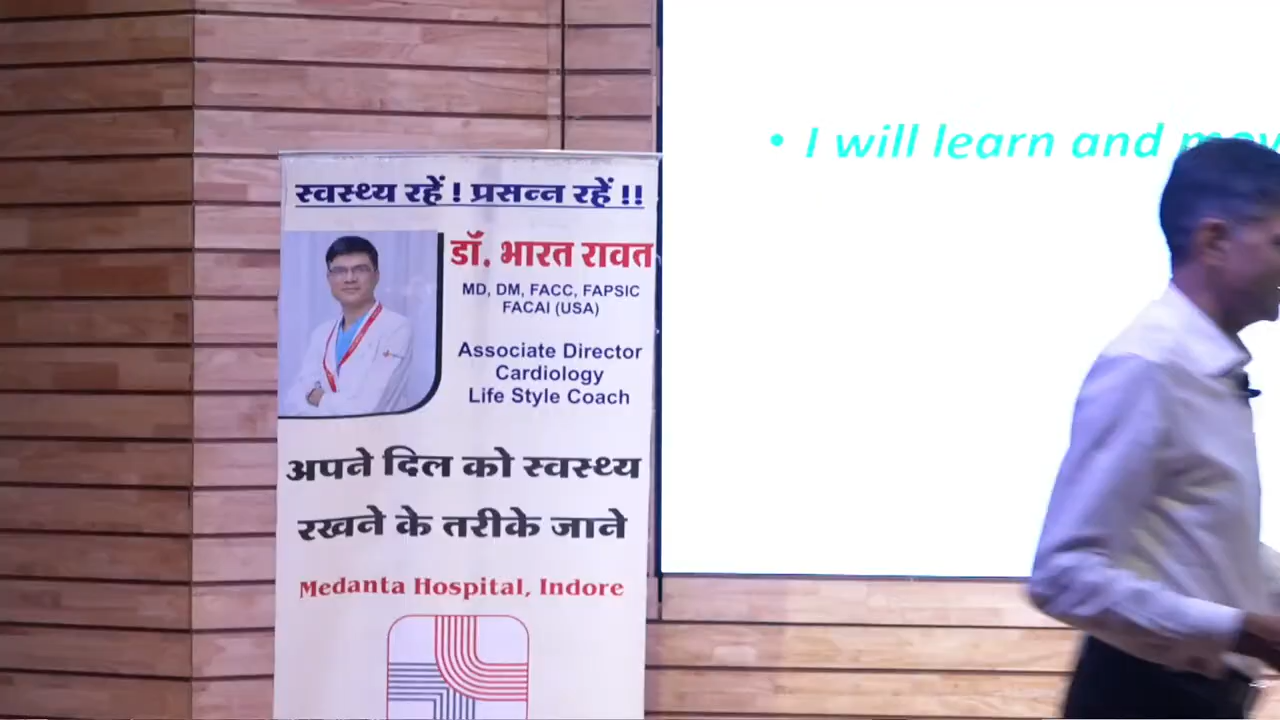 स्वस्थ्य रहें ! प्रसन्न रहें !!
डॉ. भारत रावत
MD, DM, FACC, FAPSIC
FACAI (USA)
Associate Director
Cardiology
Life Style Coach
अपने दिल को स्वस्थ्य
रखने के तरीके जाने
Medanta Hospital, Indore
• I will learn and